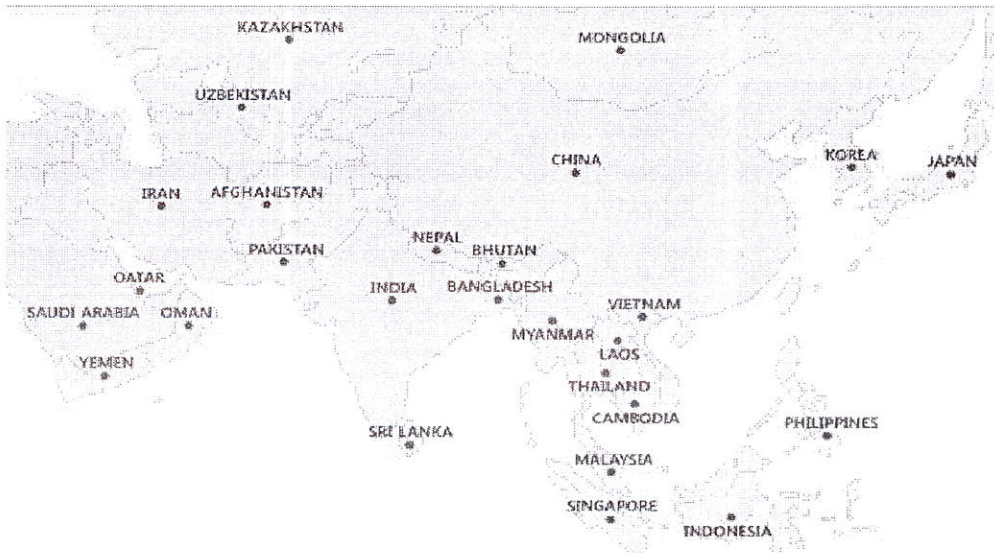 KAZAKHSTAN
MONGOLIA
UZBEKISTAN
CHINA
KOREA
JAPAN
IRAN
AFGHANISTAN
NEPAL
PAKISTAN
BHUTAN
QATAR
INDIA
BANGLADESH
VIETNAM
SAUDI ARABIA
OMAN
MYANMAR
LAOS
YEMEN
THAILAND
CAMBODIA
PHILIPPINES
SRI LANKA
MALAYSIA
SINGAPORE
INDONESIA